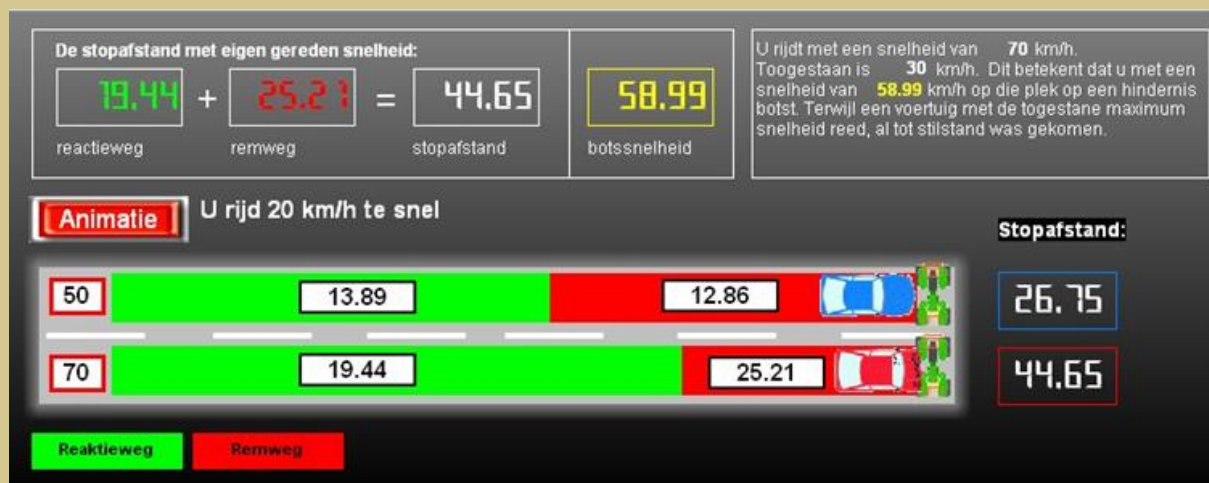 De stopafstand met eigen gereden snelheid:
19.44 + 25.21 = 44.65 58.99
reactieweg remweg stopafstand botssnelheid
U rijdt met een snelheid van 70 km/h.
Toogestaan is 30 km/h. Dit betekent dat u met een
snelheid van 58.99 km/h op die plek op een hindernis
botst. Terwijl een voertuig met de togestane maximum
snelheid reed, al tot stilstand was gekomen.
Animatie U rijd 20 km/h te snel
Stopafstand:
50 13.89 12.86 26.75
70 19.44 25.21 44.65
Reaktieweg Remweg